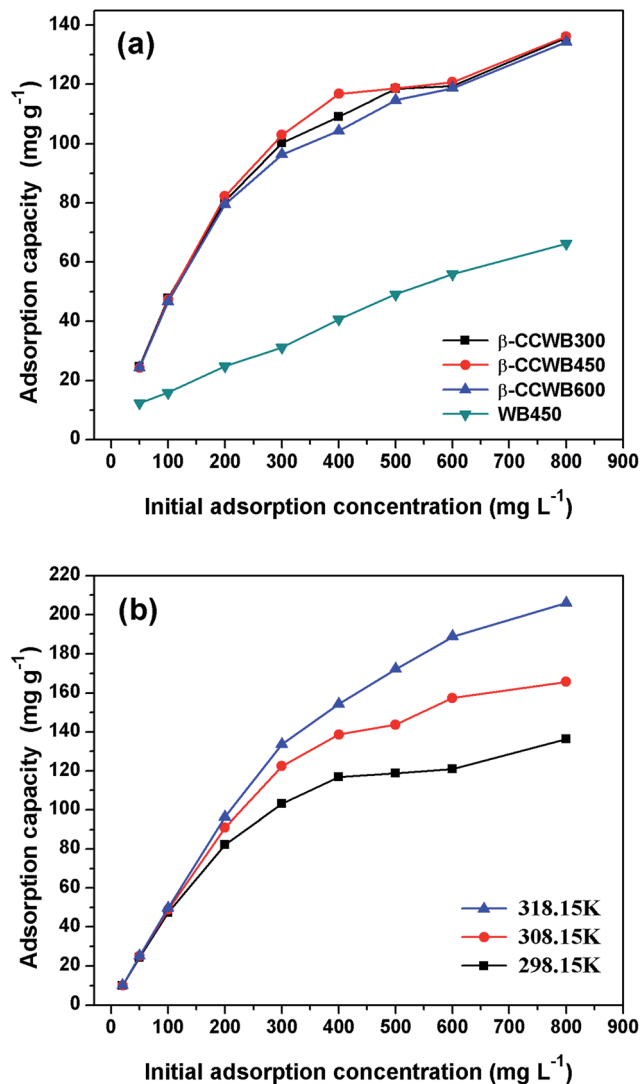 (a)
Adsorption capacity (mg g⁻¹)
140
120
100
80
60
40
20
0
β-CCWB300
β-CCWB450
β-CCWB600
WB450
0 100 200 300 400 500 600 700 800 900
Initial adsorption concentration (mg L⁻¹)
(b)
Adsorption capacity (mg g⁻¹)
220
200
180
160
140
120
100
80
60
40
20
0
318.15K
308.15K
298.15K
0 100 200 300 400 500 600 700 800 900
Initial adsorption concentration (mg L⁻¹)